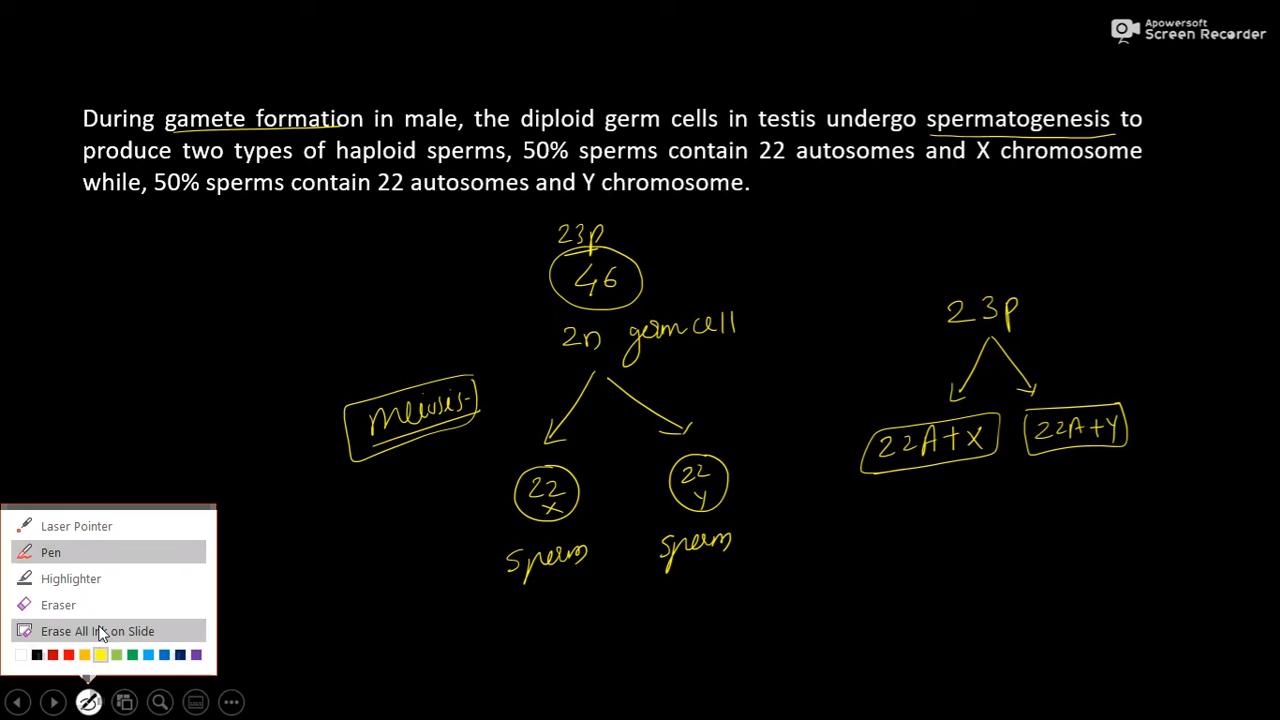 Apowersoft
Screen Recorder
During gamete formation in male, the diploid germ cells in testis undergo spermatogenesis to
produce two types of haploid sperms, 50% sperms contain 22 autosomes and X chromosome
while, 50% sperms contain 22 autosomes and Y chromosome.
23p
46
2n germ cell
meiosis
22
X
sperm
22
Y
sperm
23p
22A+X
22A+Y
Laser Pointer
Pen
Highlighter
Eraser
Erase All Ink on Slide